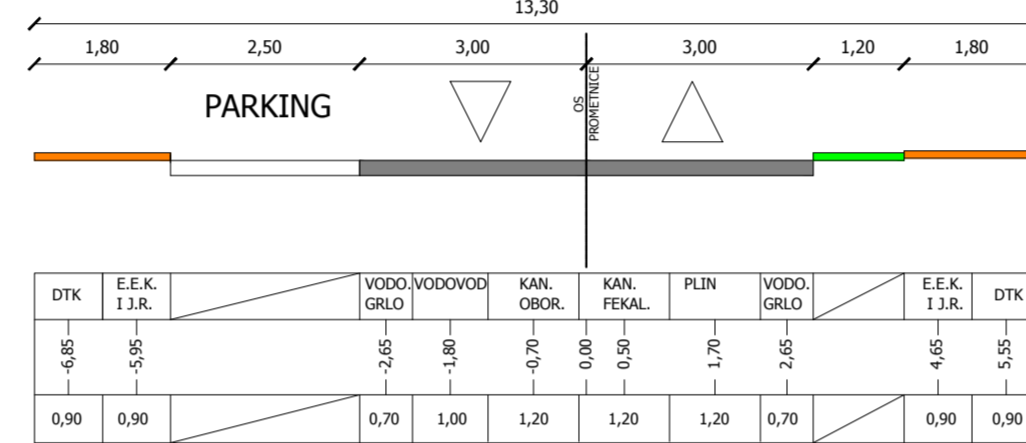 13,30
1,80 2,50 3,00 3,00 1,20 1,80
PARKING
OS
PROMETNICE
DTK E.E.K. VODO. VODOVOD KAN. KAN. PLIN VODO. E.E.K. DTK
I J.R. GRLO OBOR. FEKAL. GRLO I J.R.
-6,85 -5,95 -2,65 -1,80 -0,70 0,00 0,50 1,70 2,65 4,65 5,55
0,90 0,90 0,70 1,00 1,20 1,20 1,20 0,70 0,90 0,90